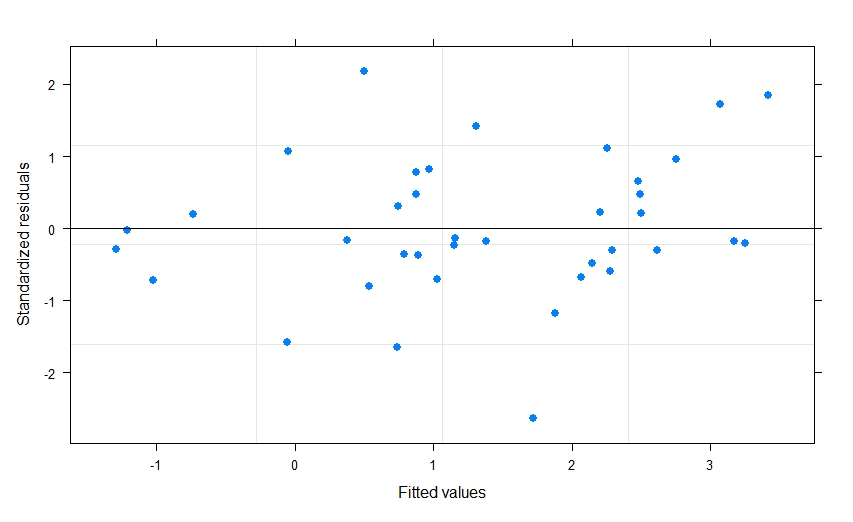 2
1
0
-1
-2
Standardized residuals
-1 0 1 2 3
Fitted values